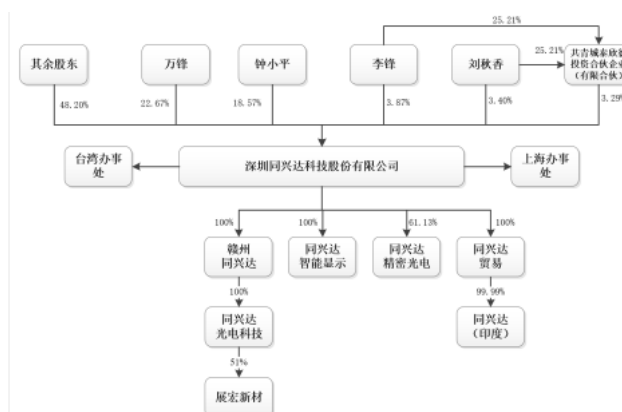 25.21%
其余股东
万锋
钟小平
李锋
刘秋香
25.21%
共青城泰欣德
投资合伙企业
（有限合伙）
48.20%
22.67%
18.57%
3.87%
3.40%
3.29%
台湾办事
处
深圳同兴达科技股份有限公司
上海办事
处
100%
100%
61.13%
100%
赣州
同兴达
同兴达
智能显示
同兴达
精密光电
同兴达
贸易
100%
99.99%
同兴达
光电科技
同兴达
（印度）
51%
展宏新材